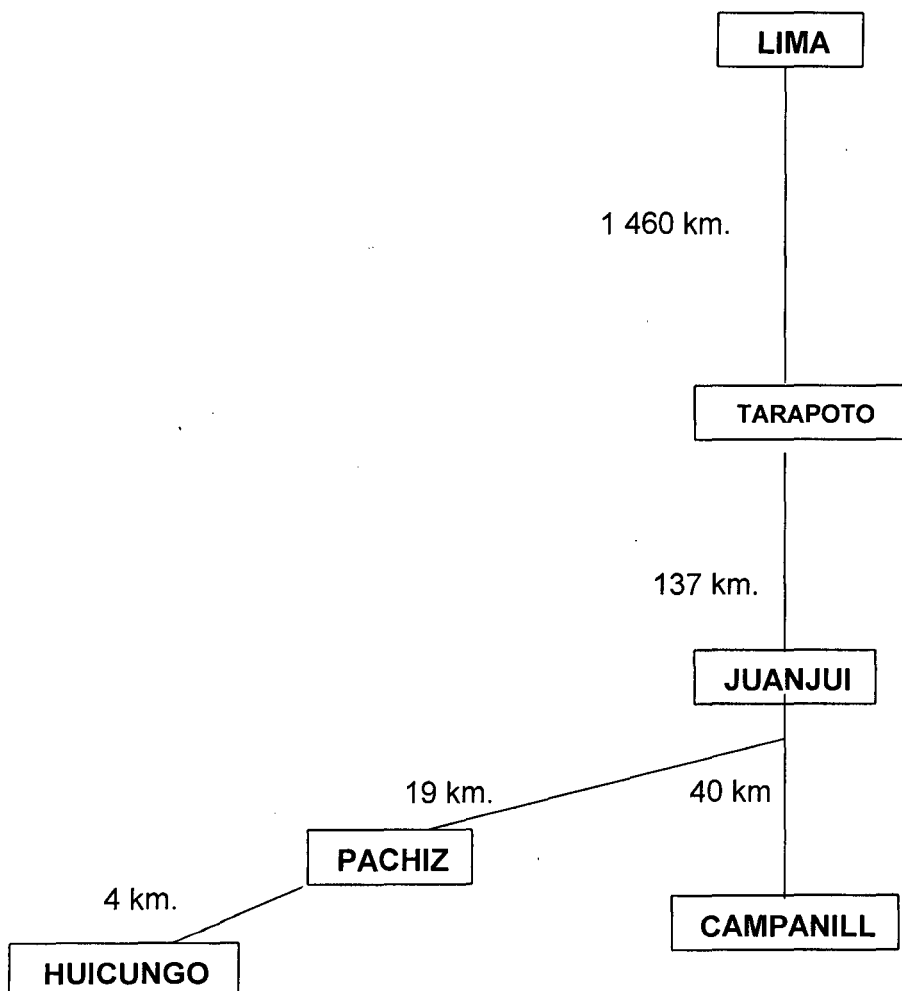 LIMA
1 460 km.
TARAPOTO
137 km.
JUANJUI
19 km.
40 km
PACHIZ
4 km.
CAMPANILL
HUICUNGO